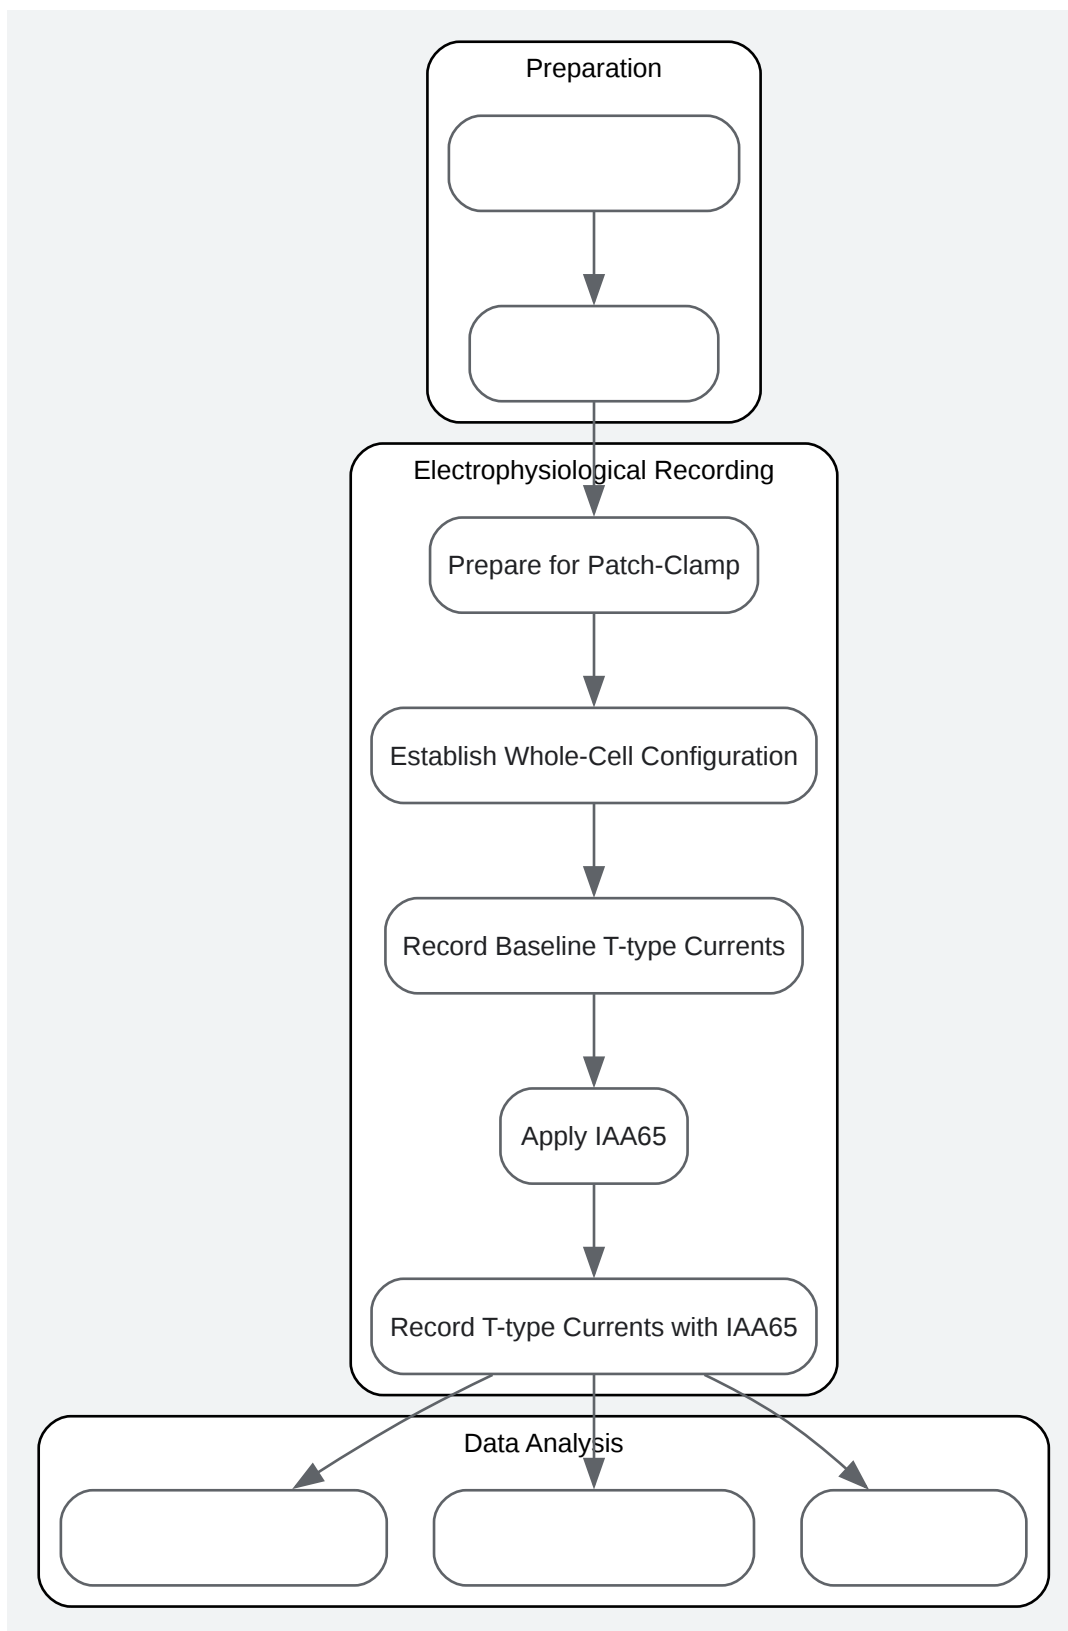 Preparation
Electrophysiological Recording
Prepare for Patch-Clamp
Establish Whole-Cell Configuration
Record Baseline T-type Currents
Apply IAA65
Record T-type Currents with IAA65
Data Analysis